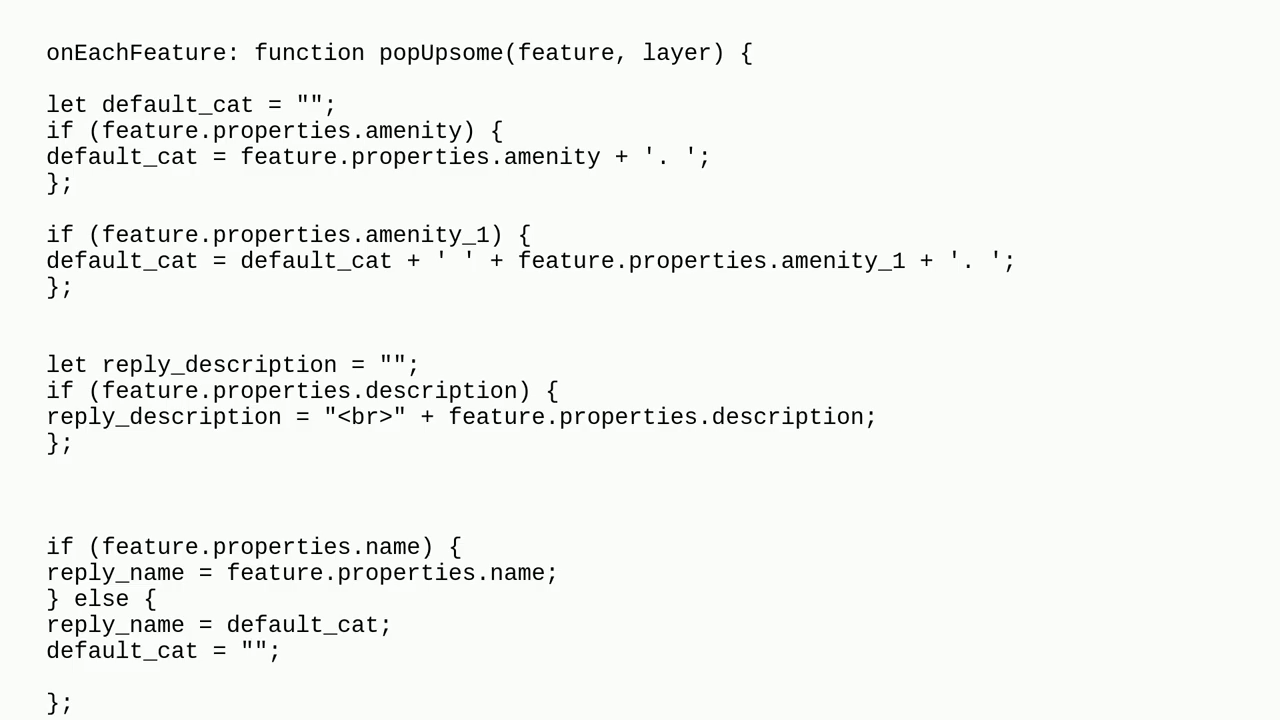 onEachFeature: function popUpsome(feature, layer) {
let default_cat = "";
if (feature.properties.amenity) {
default_cat = feature.properties.amenity + '. ';
};
if (feature.properties.amenity_1) {
default_cat = default_cat + ' ' + feature.properties.amenity_1 + '. ';
};
let reply_description = "";
if (feature.properties.description) {
reply_description = "<br>" + feature.properties.description;
};
if (feature.properties.name) {
reply_name = feature.properties.name;
} else {
reply_name = default_cat;
default_cat = "";
};